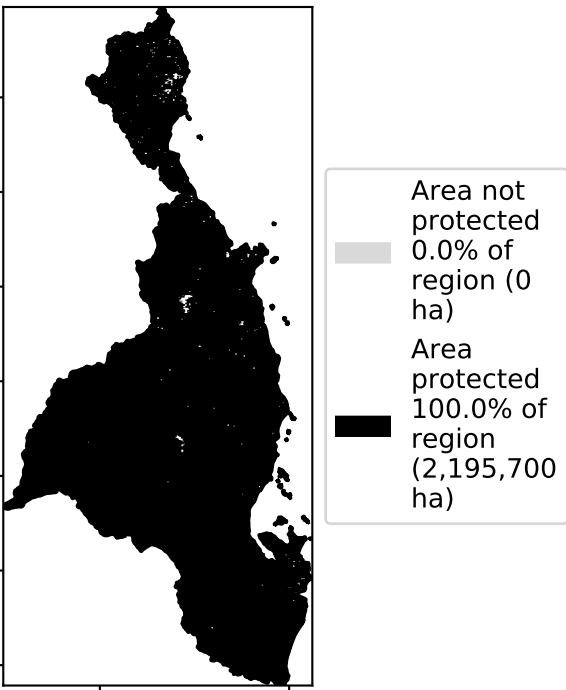 Area not
protected
0.0% of
region (0
ha)
Area
protected
100.0% of
region
(2,195,700
ha)